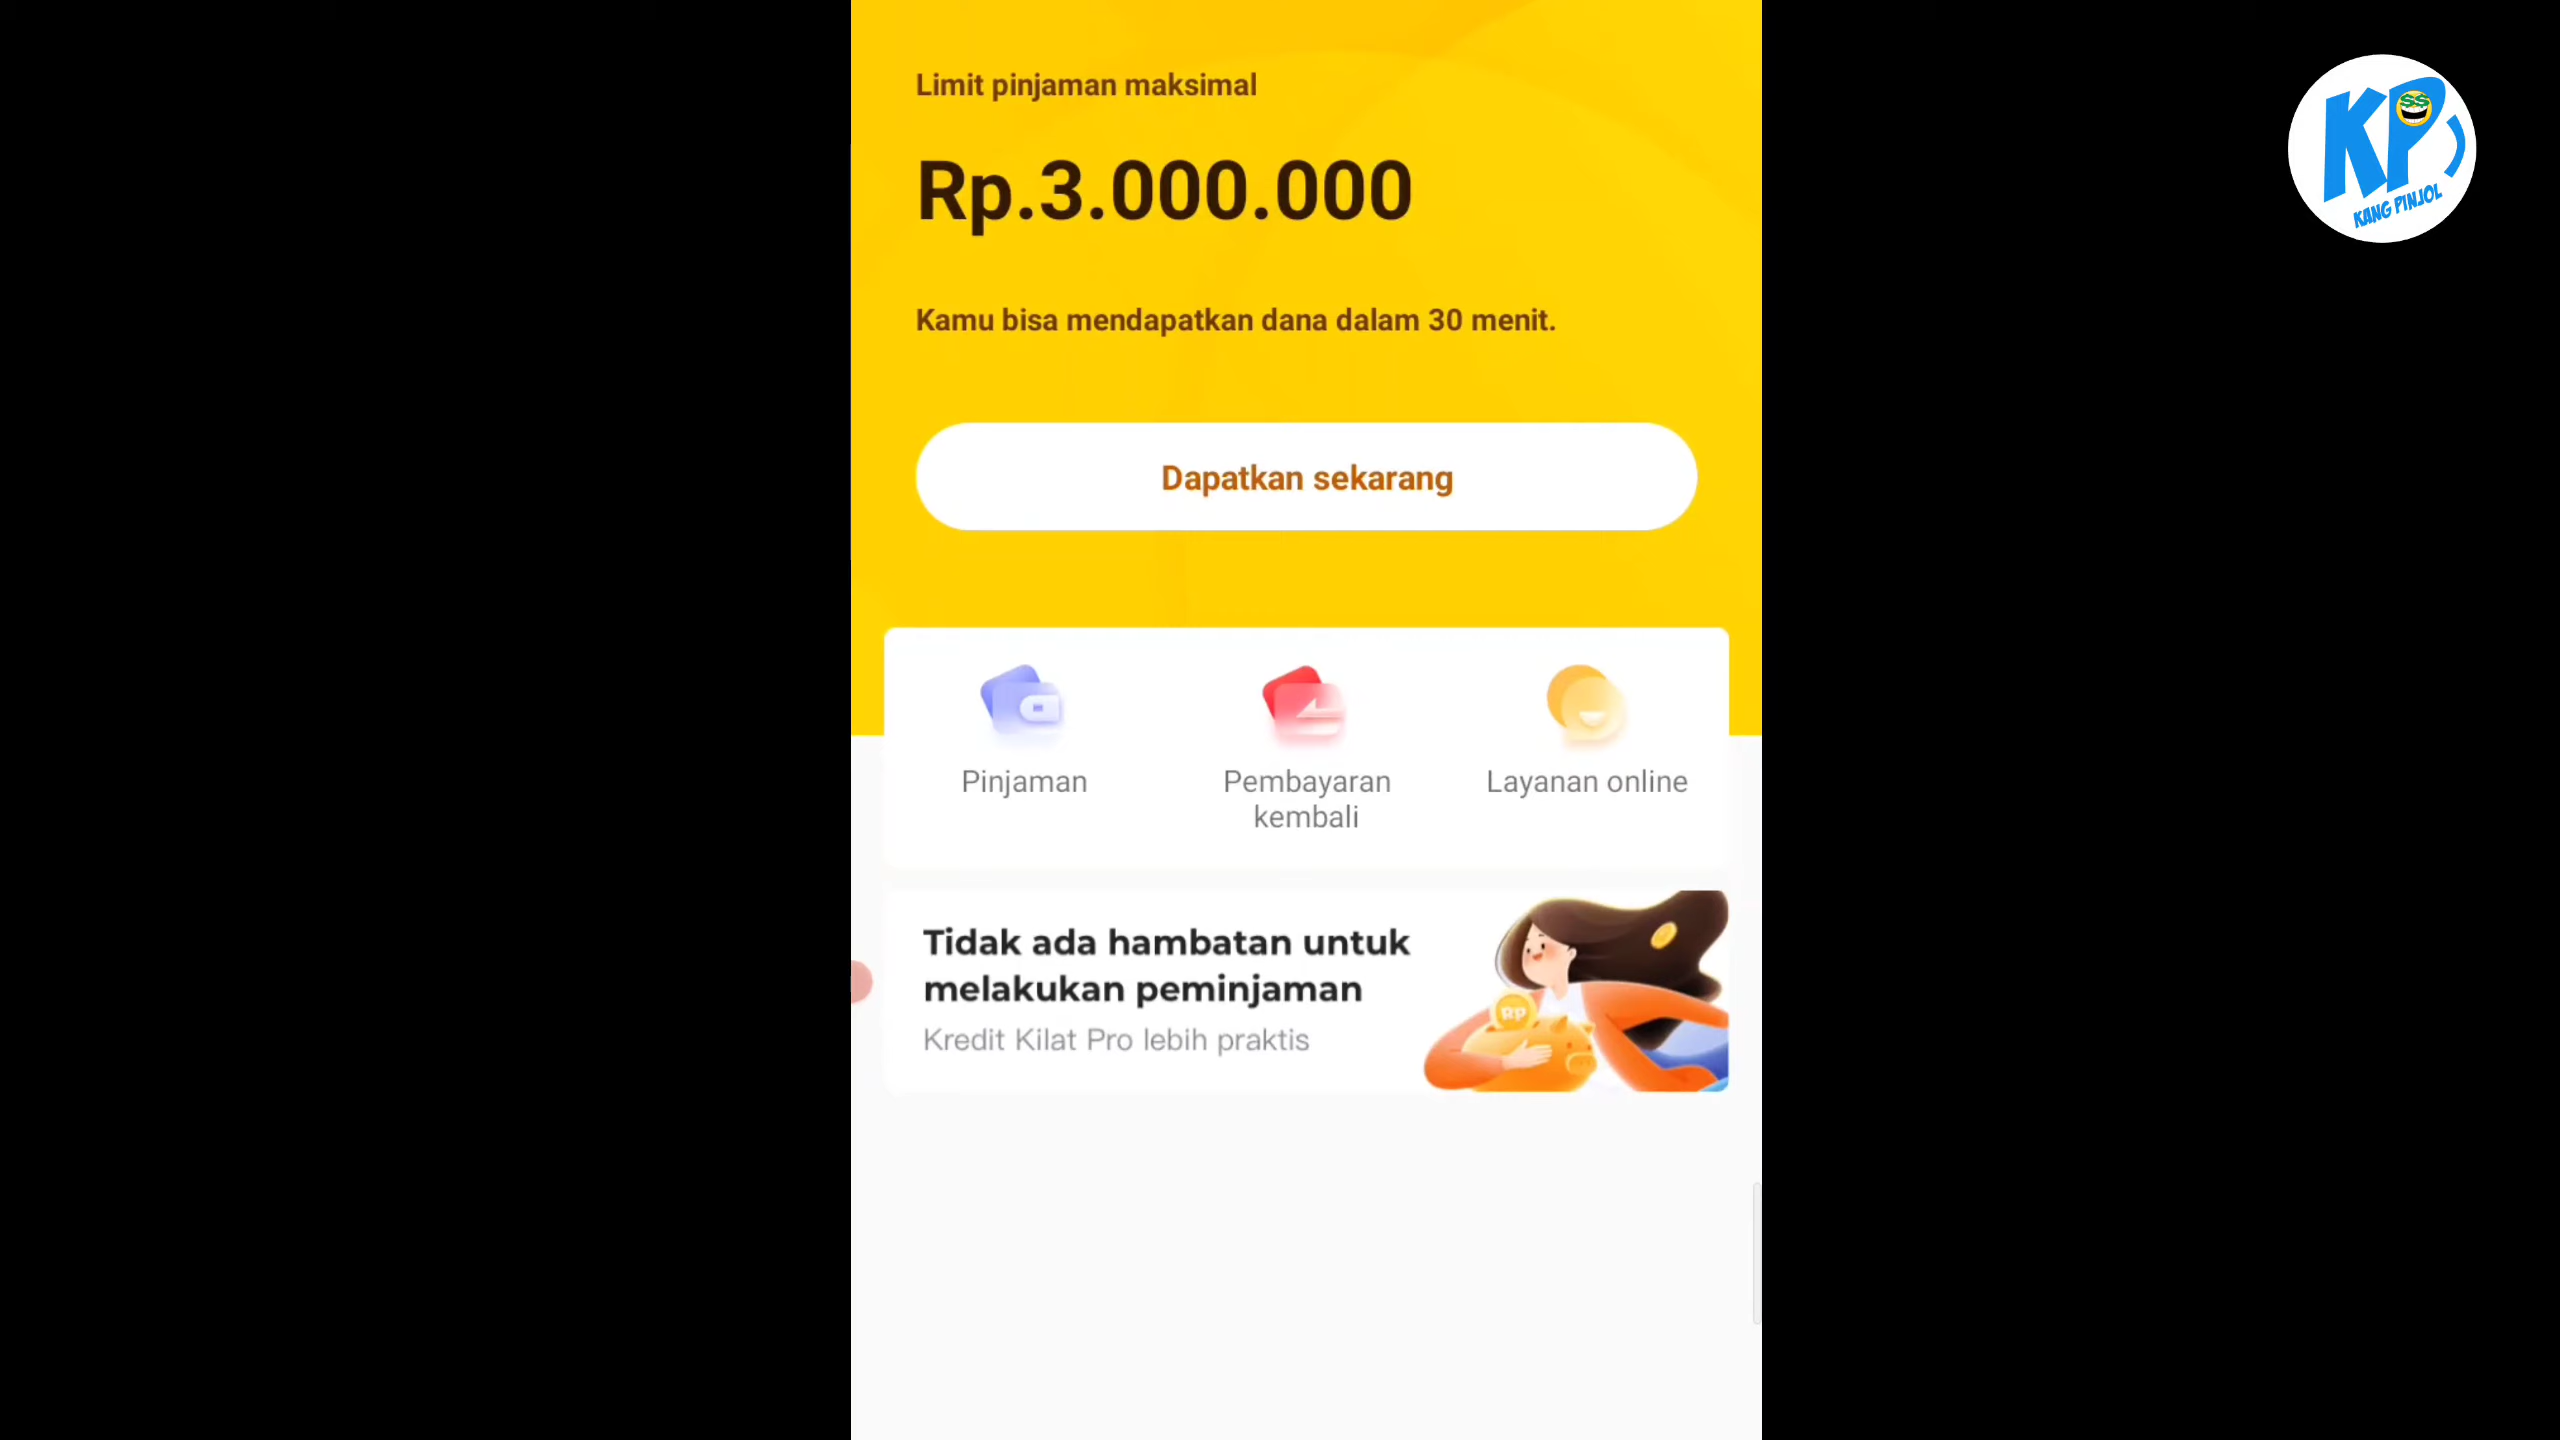 Limit pinjaman maksimal
Rp.3.000.000
Kamu bisa mendapatkan dana dalam 30 menit.
Dapatkan sekarang
Pinjaman
Pembayaran
kembali
Layanan online
Tidak ada hambatan untuk
melakukan peminjaman
Kredit Kilat Pro lebih praktis
RP
KP
$$
KANG PINJOL